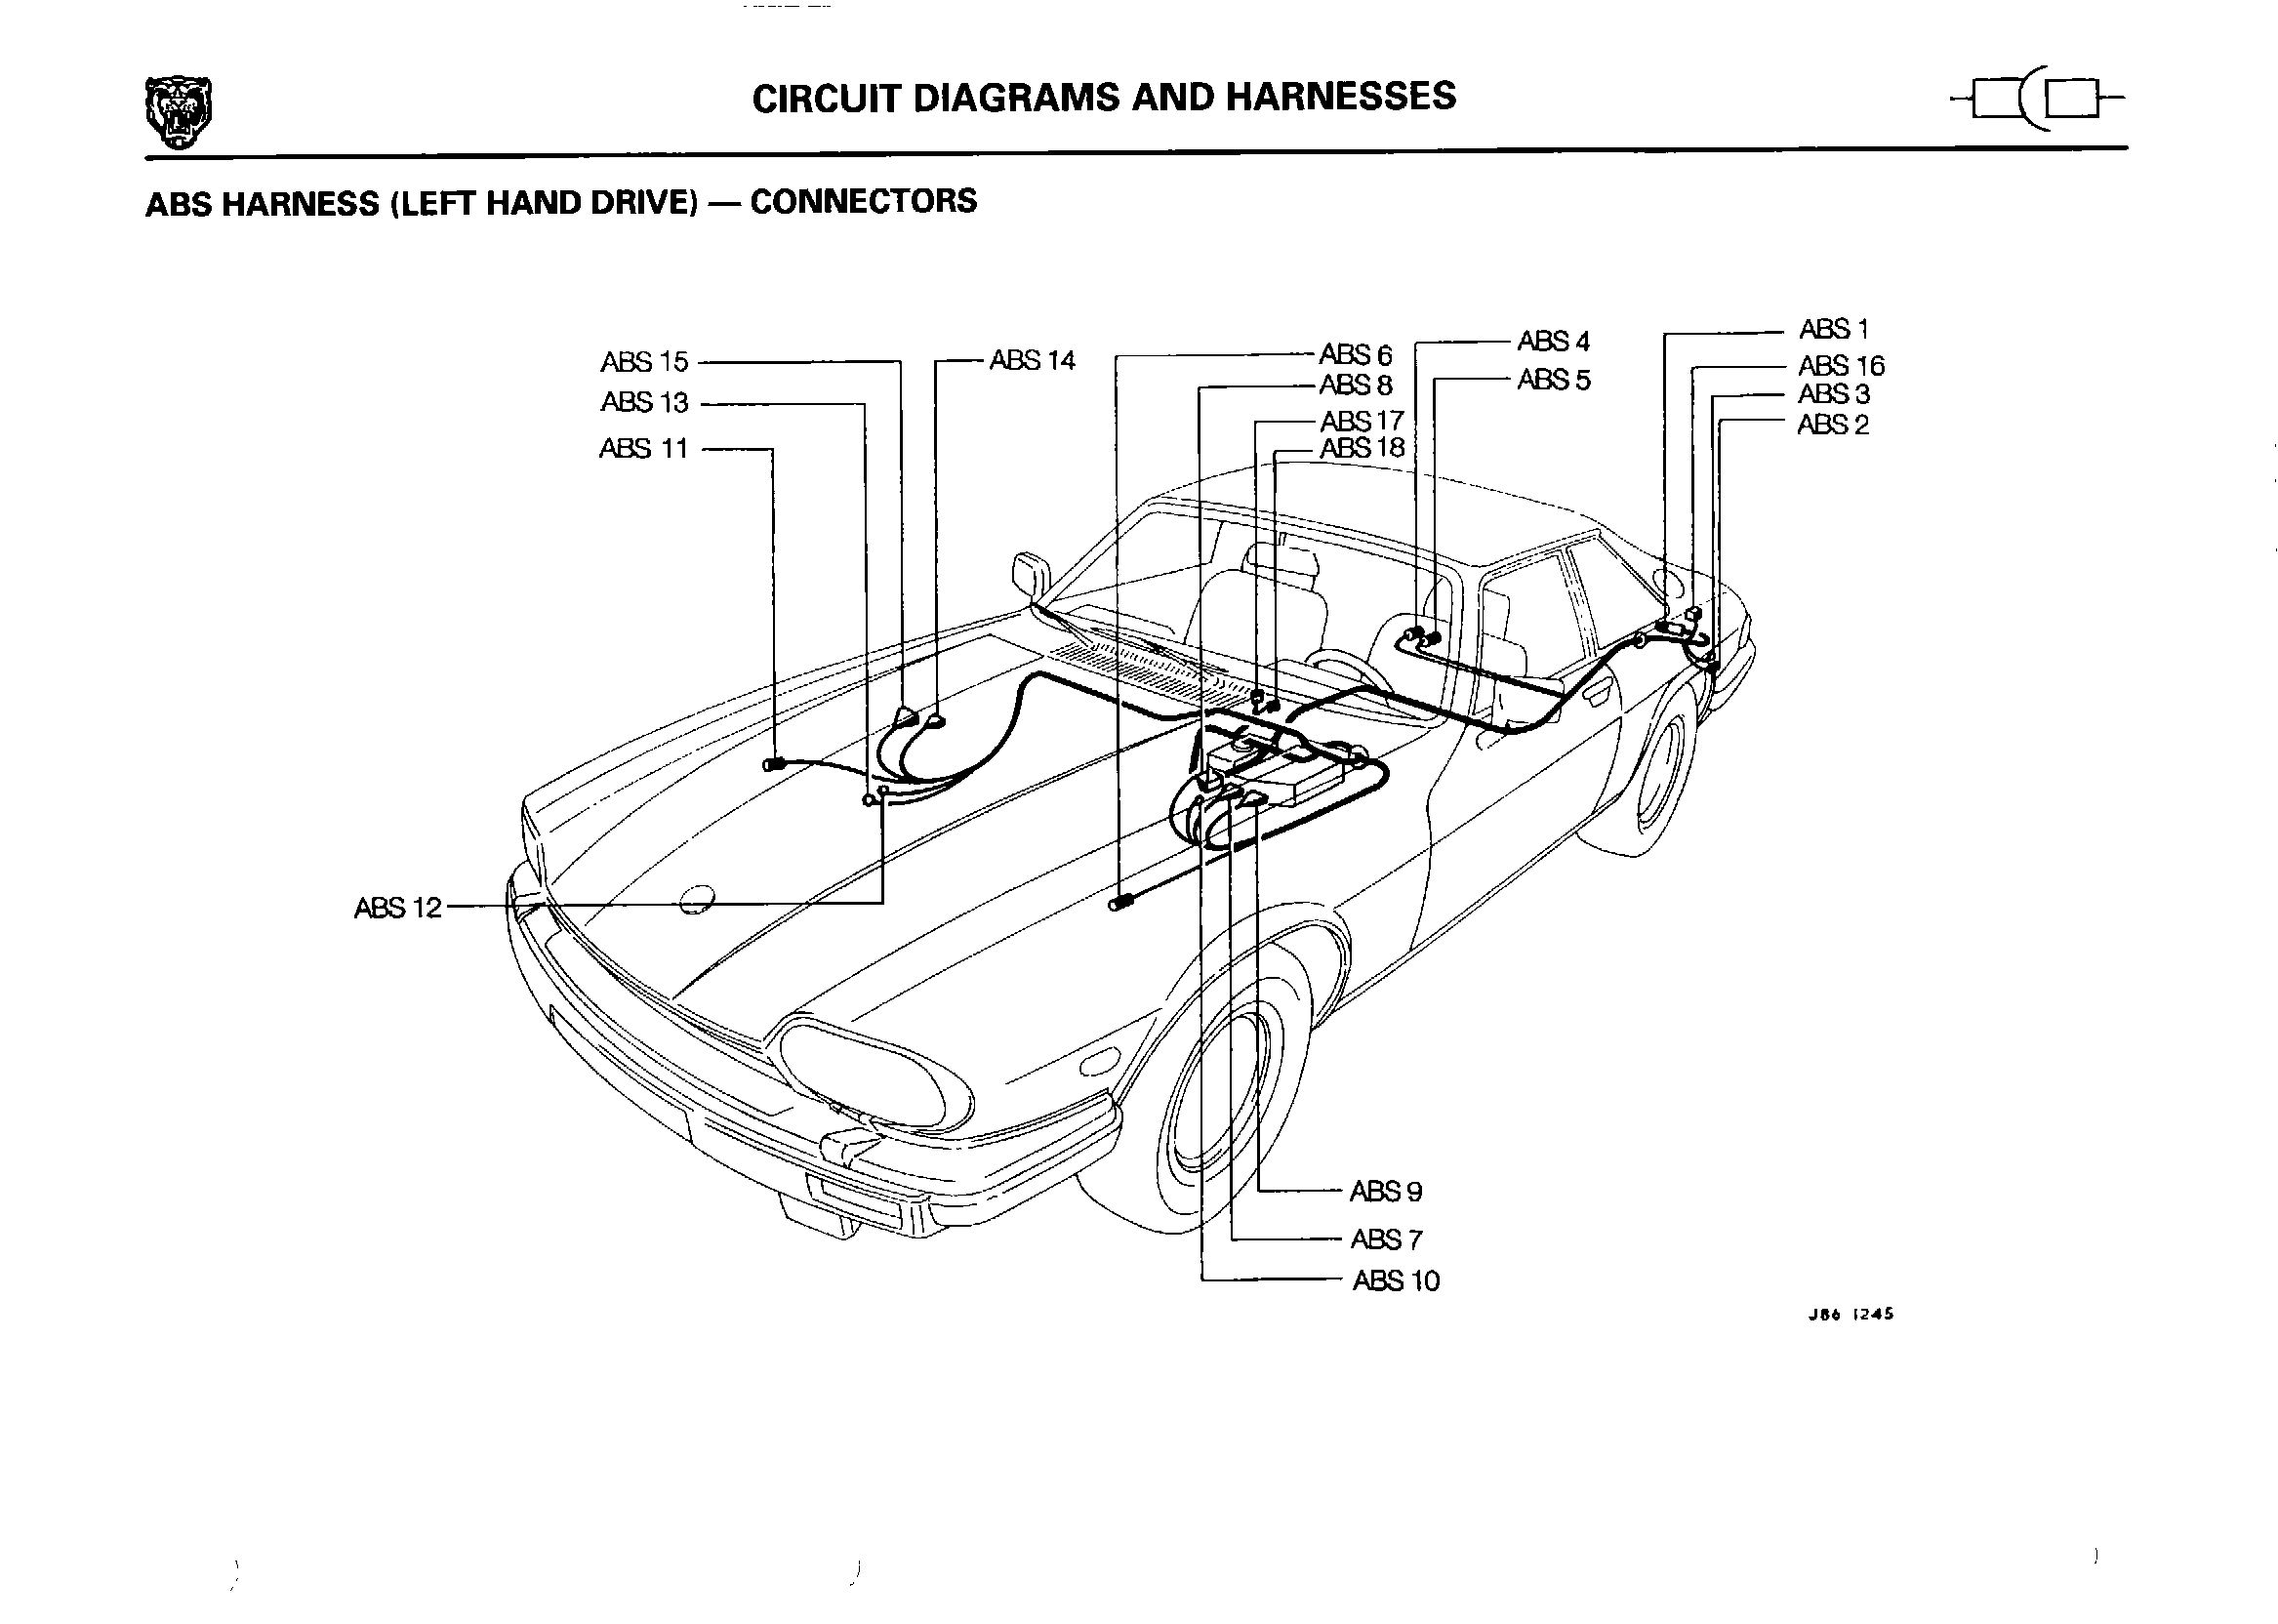 CIRCUIT DIAGRAMS AND HARNESSES
ABS HARNESS (LEFT HAND DRIVE) — CONNECTORS
ABS 15
ABS 14
ABS 13
ABS 11
ABS 6
ABS 8
ABS 17
ABS 18
ABS 4
ABS 5
ABS 1
ABS 16
ABS 3
ABS 2
ABS 12
ABS 9
ABS 7
ABS 10
J86 1245